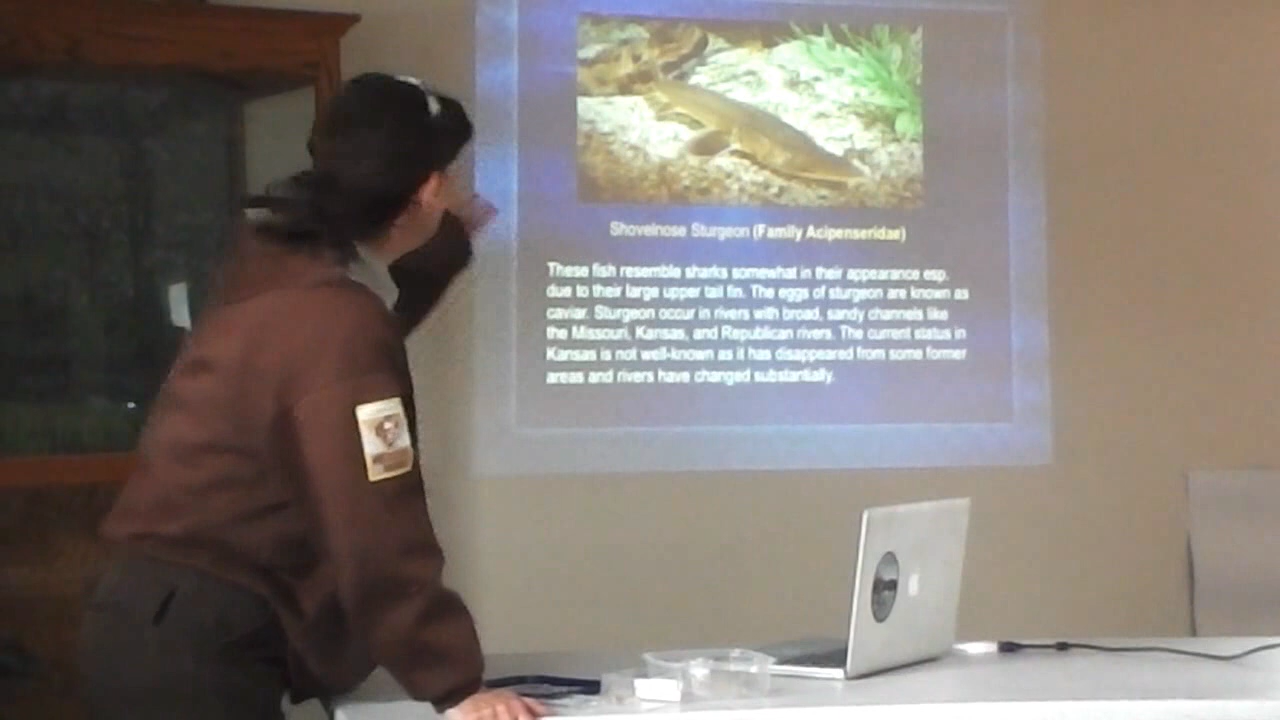 Shovelnose Sturgeon (Family Acipenseridae)
These fish resemble sharks somewhat in their appearance esp.
due to their large upper tail fin. The eggs of sturgeon are known as
caviar. Sturgeon occur in rivers with broad, sandy channels like
the Missouri, Kansas, and Republican rivers. The current status in
Kansas is not well-known as it has disappeared from some former
areas and rivers have changed substantially.